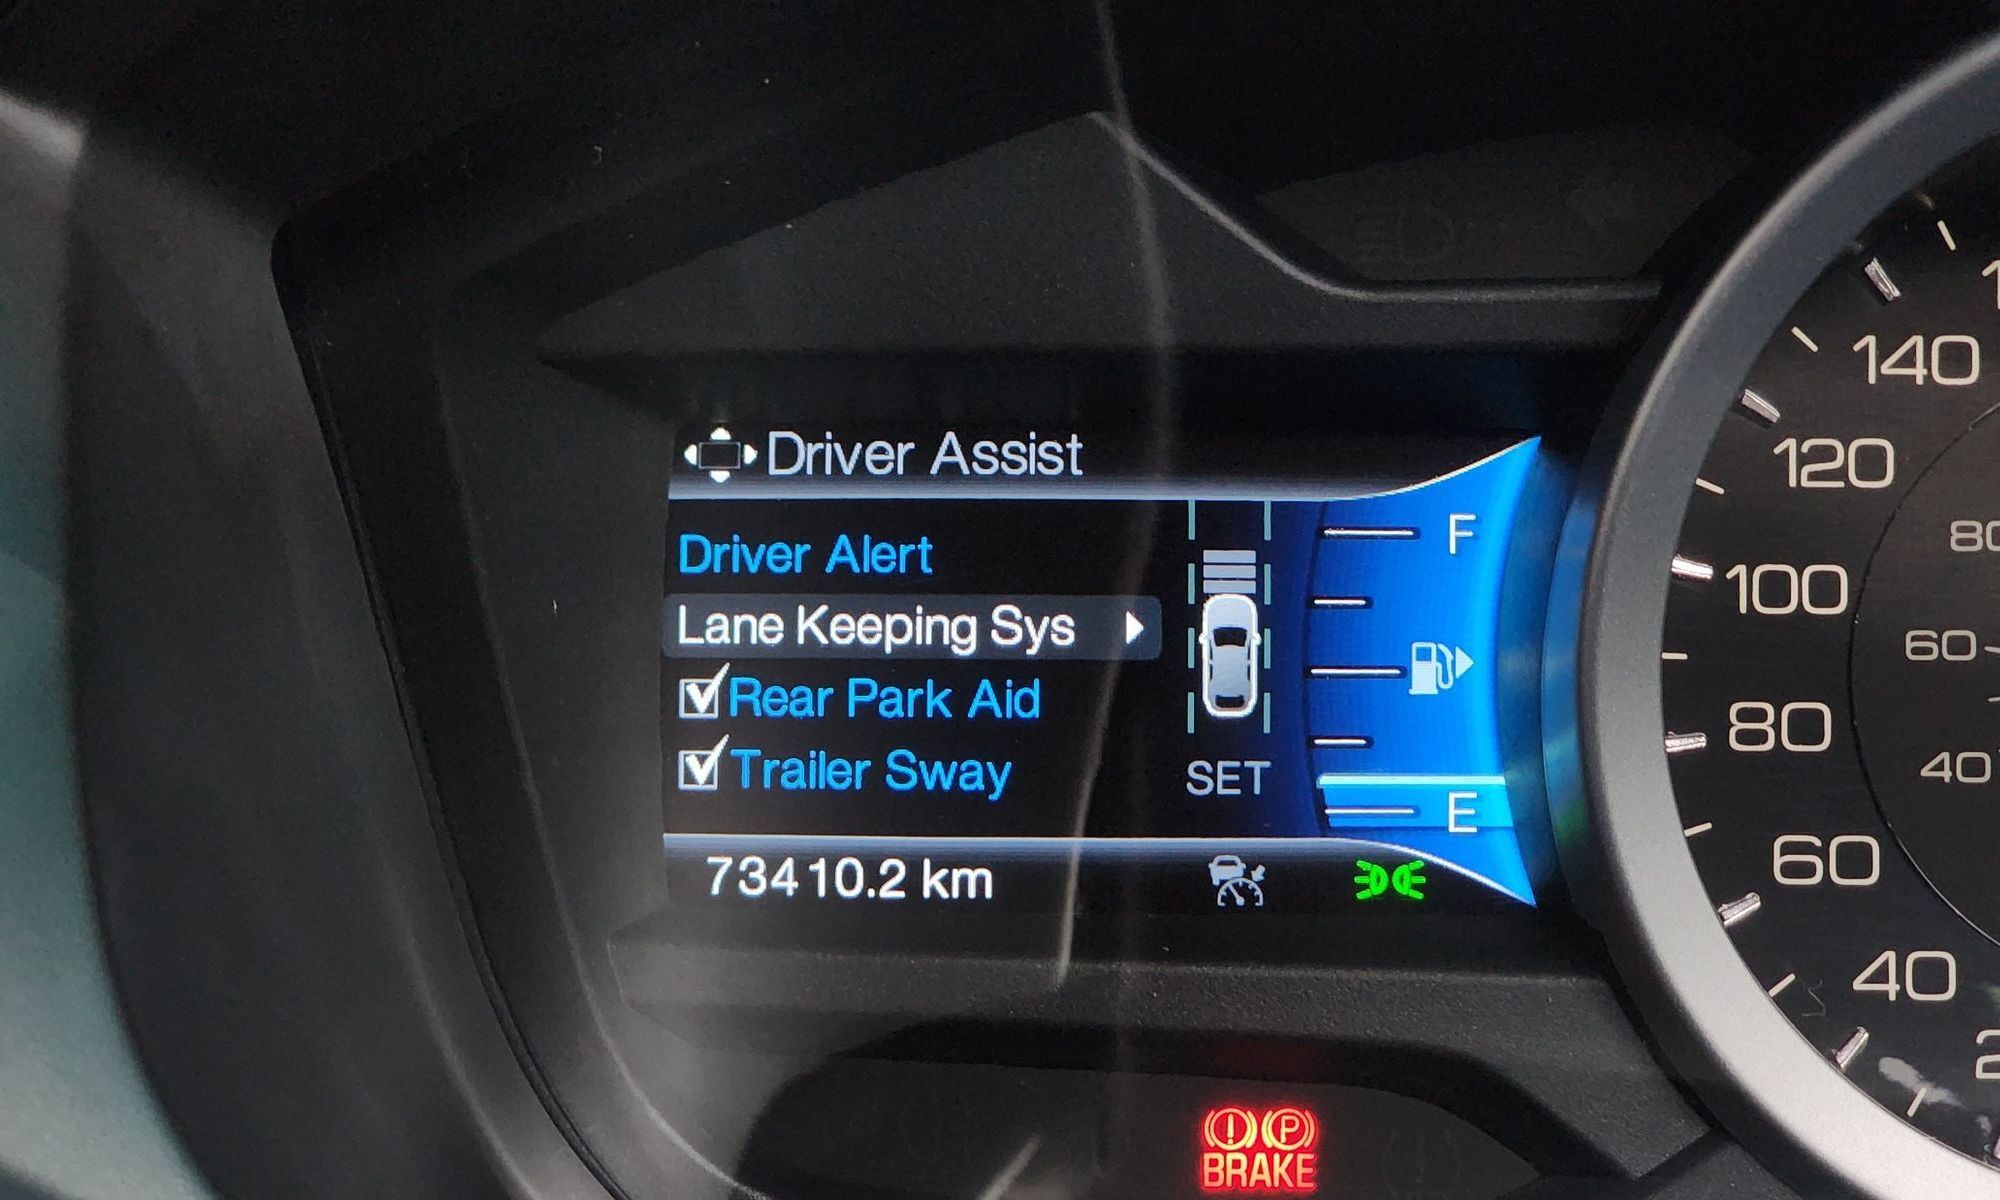 Driver Assist
Driver Alert
Lane Keeping Sys
Rear Park Aid
Trailer Sway
SET
F
E
73410.2 km
140
120
100
80
60
40
80
60
40
P
BRAKE